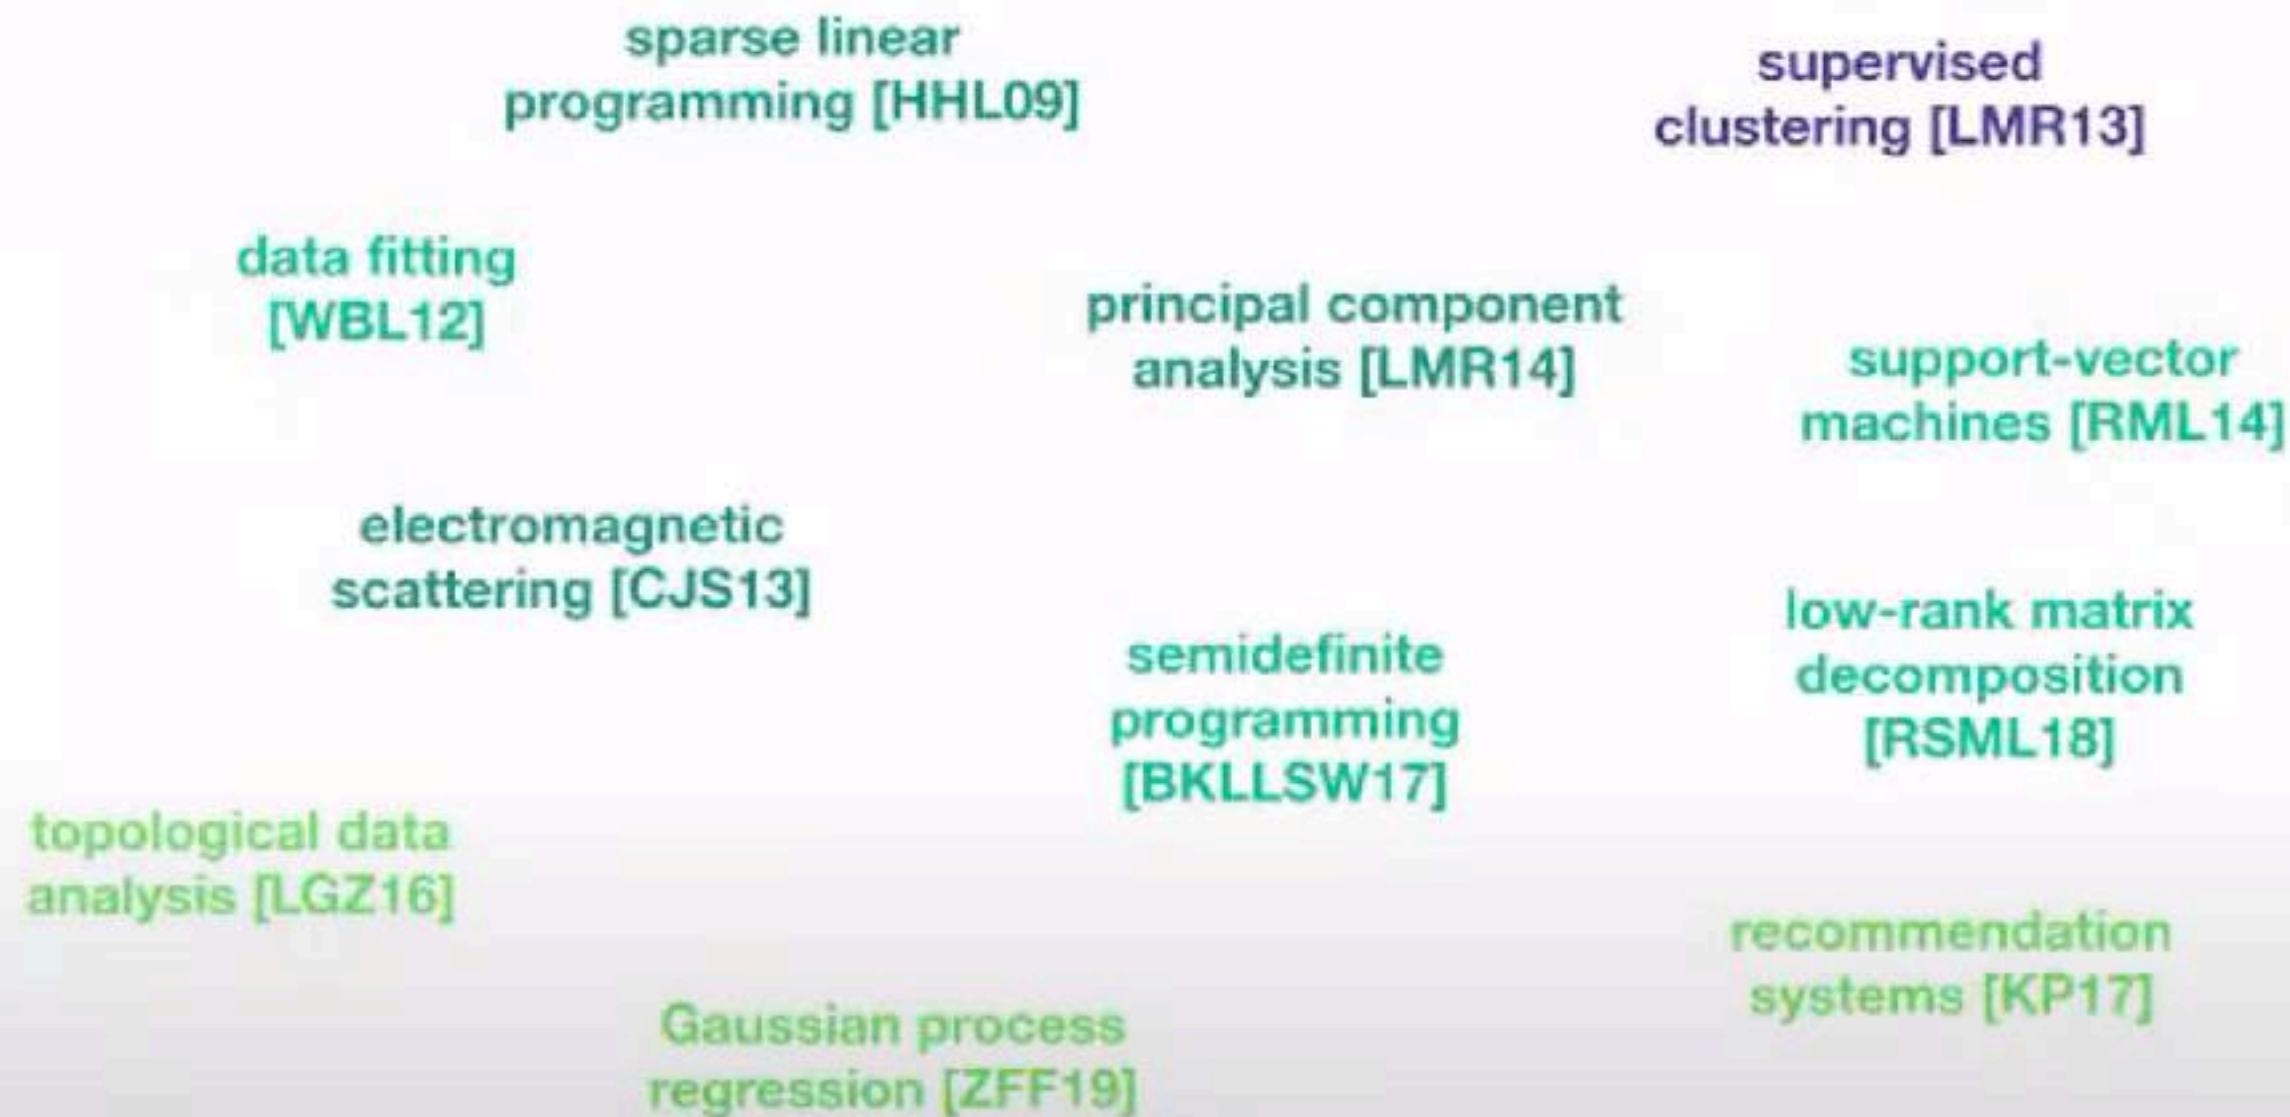 sparse linear
programming [HHL09]
supervised
clustering [LMR13]
data fitting
[WBL12]
principal component
analysis [LMR14]
support-vector
machines [RML14]
electromagnetic
scattering [CJS13]
low-rank matrix
decomposition
[RSML18]
semidefinite
programming
[BKLLSW17]
topological data
analysis [LGZ16]
recommendation
systems [KP17]
Gaussian process
regression [ZFF19]